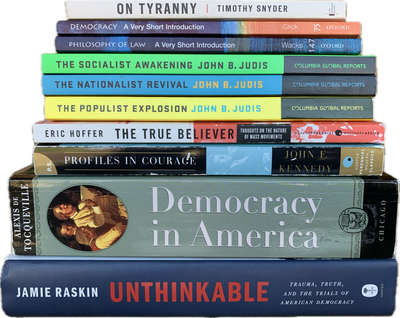 ON TYRANNY TIMOTHY SNYDER
DEMOCRACY A Very Short Introduction Crick 75 OXFORD
PHILOSOPHY OF LAW A Very Short Introduction Wacks 147 OXFORD
THE SOCIALIST AWAKENING JOHN B. JUDIS COLUMBIA GLOBAL REPORTS
THE NATIONALIST REVIVAL JOHN B. JUDIS COLUMBIA GLOBAL REPORTS
THE POPULIST EXPLOSION JOHN B. JUDIS COLUMBIA GLOBAL REPORTS
ERIC HOFFER THE TRUE BELIEVER THOUGHTS ON THE NATURE
OF MASS MOVEMENTS
P.S. PROFILES IN COURAGE JOHN F.
KENNEDY
ALEXIS DE
TOCQUEVILLE
Democracy
in America
CHICAGO
JAMIE RASKIN UNTHINKABLE
TRAUMA, TRUTH,
AND THE TRIALS OF
AMERICAN DEMOCRACY